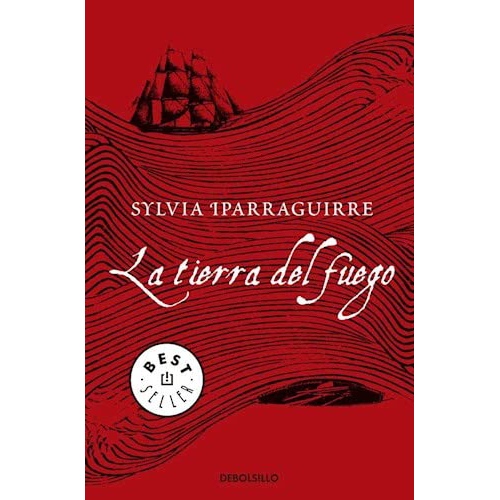 SYLVIA IPARRAGUIRRE
La tierra del fuego
BEST
SELLER
DEBOLSILLO